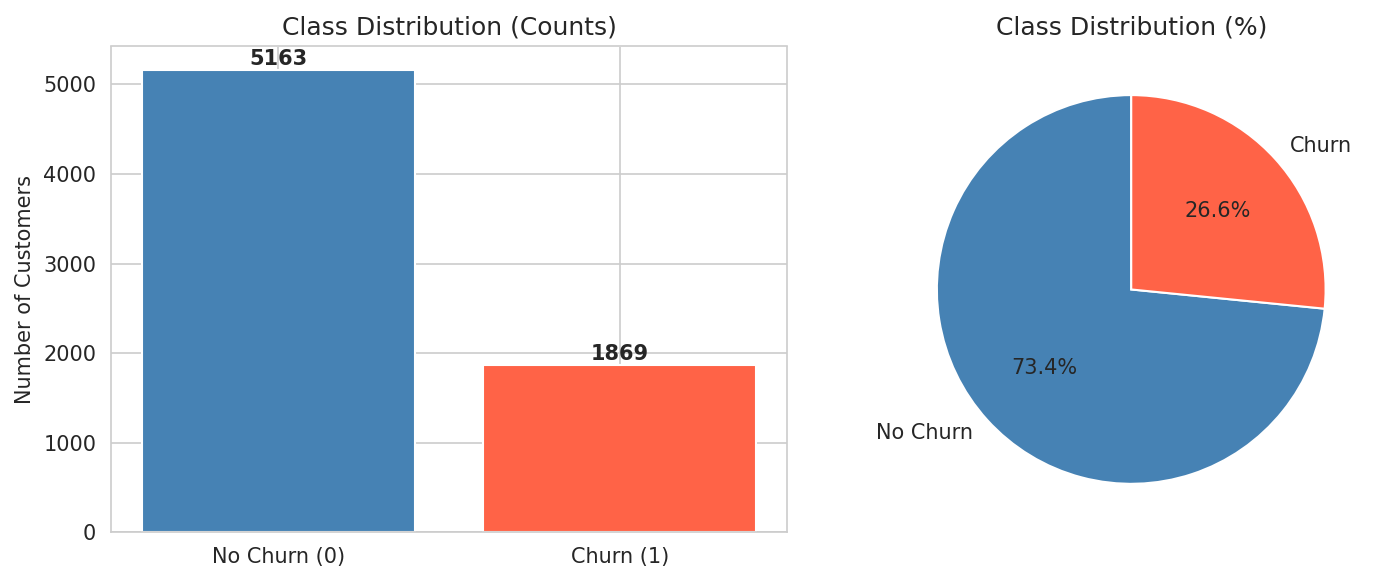 Class Distribution (Counts)
5163
1869
5000
4000
3000
2000
1000
0
Number of Customers
No Churn (0)
Churn (1)
Class Distribution (%)
Churn
26.6%
73.4%
No Churn